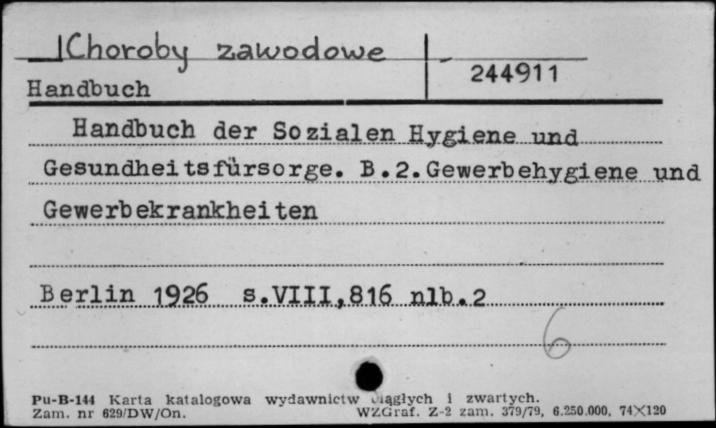 Choroby zawodowe -
244911
Handbuch
Handbuch der Sozialen Hygiene und
Gesundheitsfürsorge. B.2.Gewerbehygiene und
Gewerbekrankheiten
Berlin 1926 s.VIII,816 nlb.2
6
Pu-B-144 Karta katalogowa wydawnictw ciągłych i zwartych.
Zam. nr 629/DW/On. WZGraf. Z-2 zam. 379/79, 6.250.000, 74×120